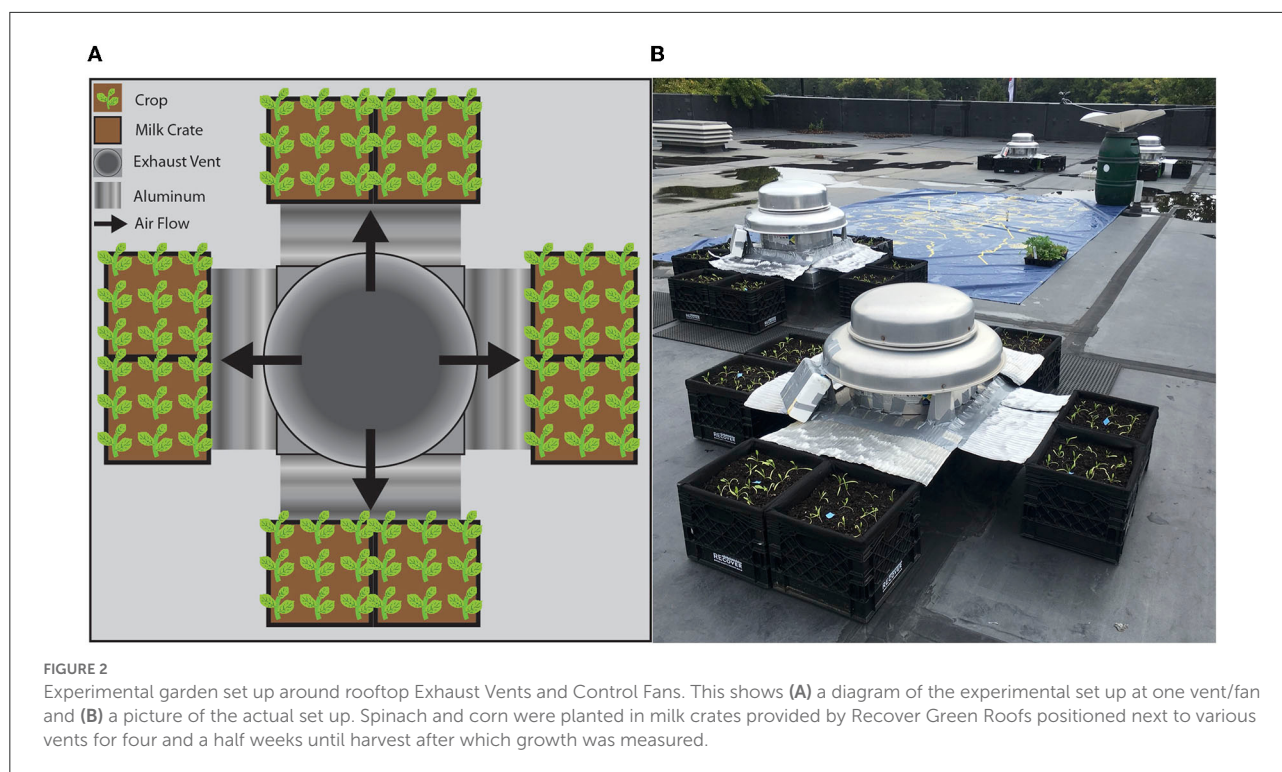 A
B
Crop
Milk Crate
Exhaust Vent
Aluminum
Air Flow
RECOVER
RECOVER
FIGURE 2
Experimental garden set up around rooftop Exhaust Vents and Control Fans. This shows (A) a diagram of the experimental set up at one vent/fan
and (B) a picture of the actual set up. Spinach and corn were planted in milk crates provided by Recover Green Roofs positioned next to various
vents for four and a half weeks until harvest after which growth was measured.